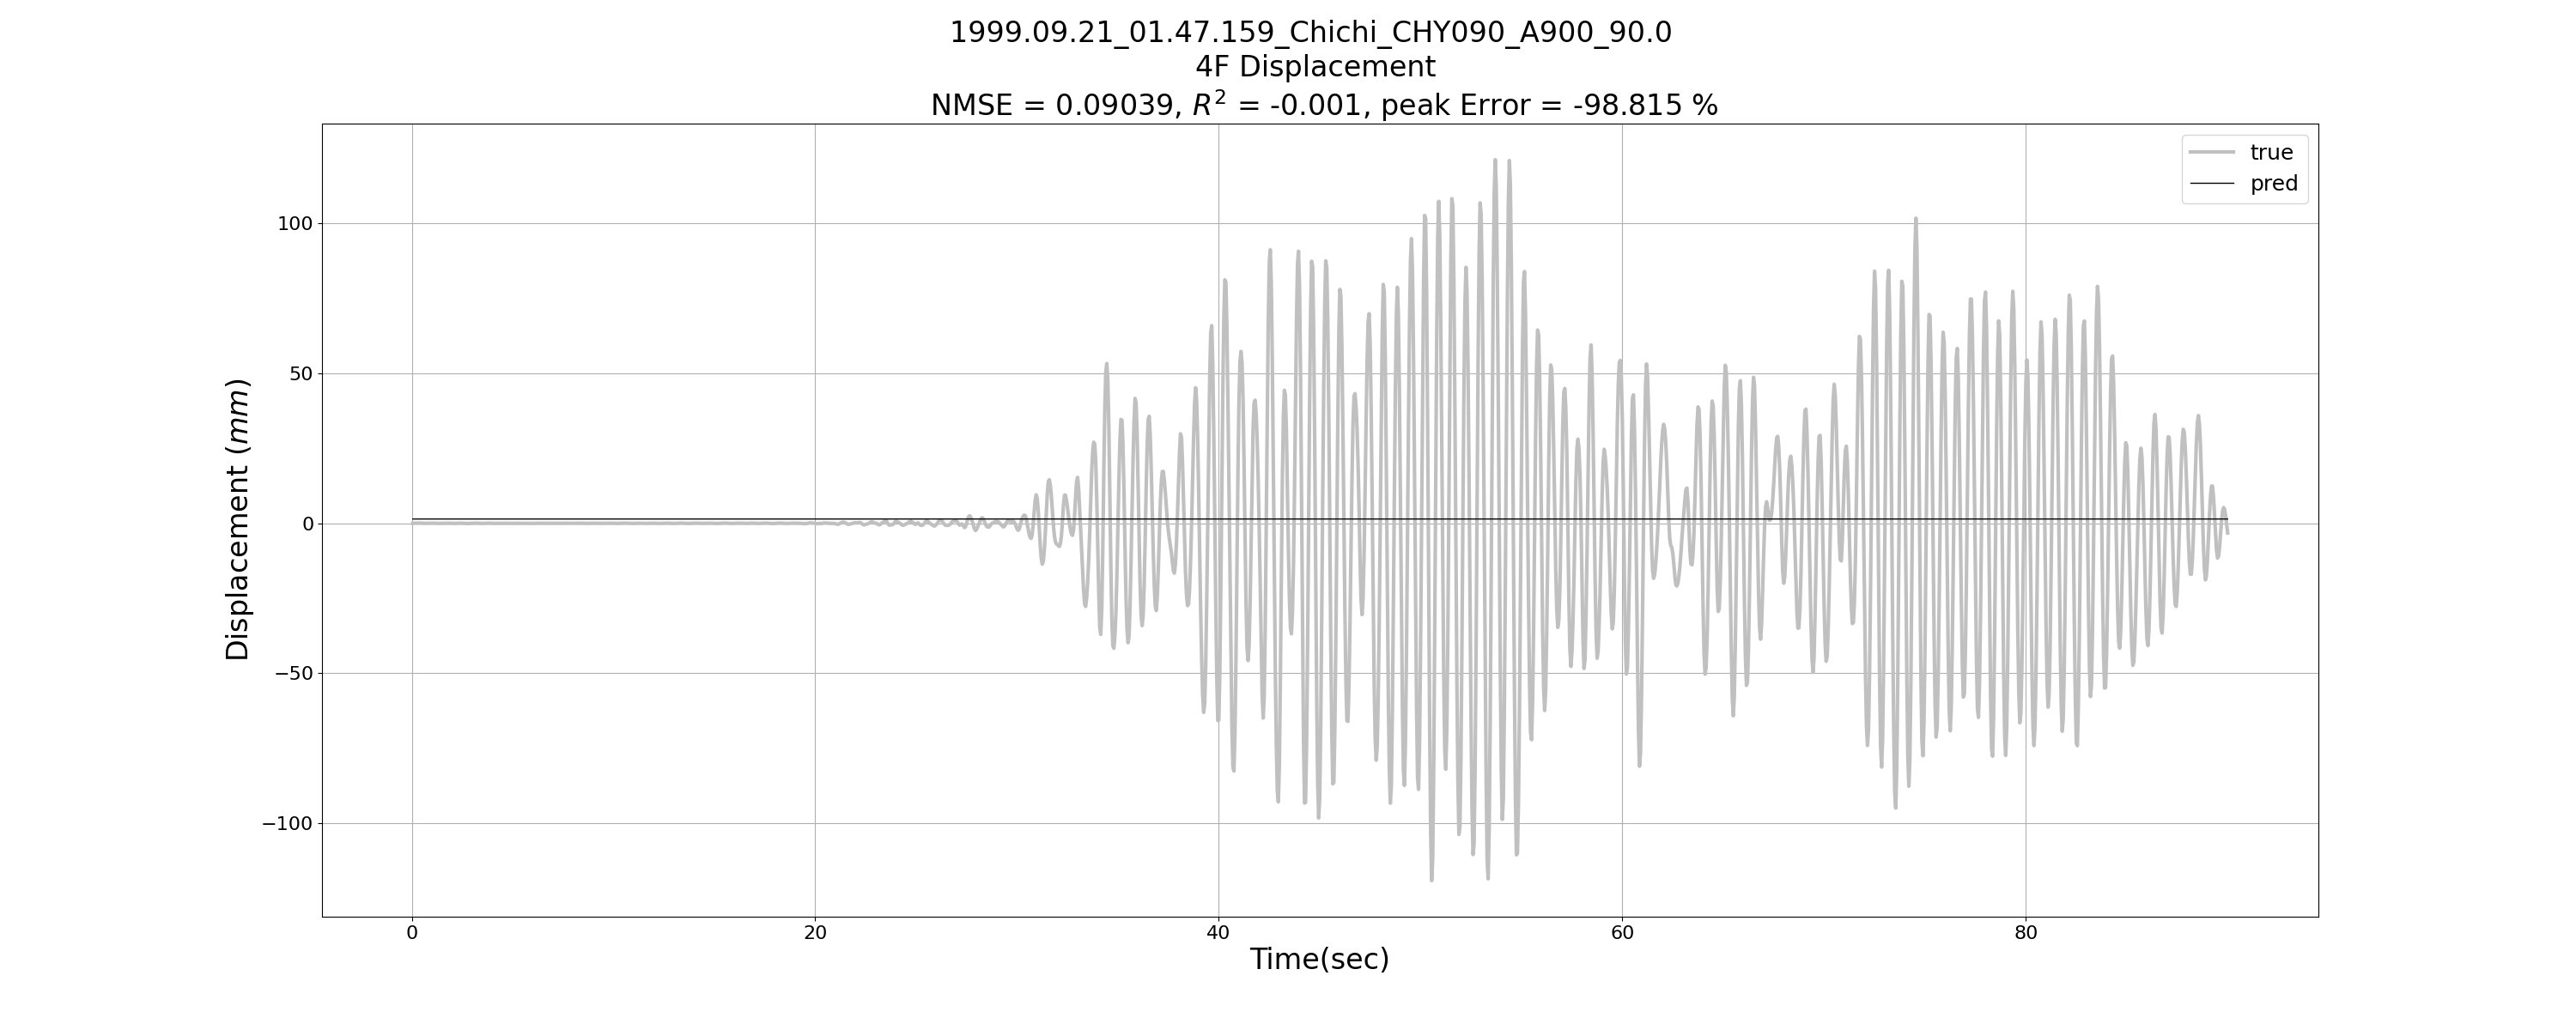 1999.09.21_01.47.159_Chichi_CHY090_A900_90.0
4F Displacement
NMSE = 0.09039, R² = -0.001, peak Error = -98.815 %
true
pred
Displacement (mm)
100
50
0
−50
−100
0 20 40 60 80
Time(sec)